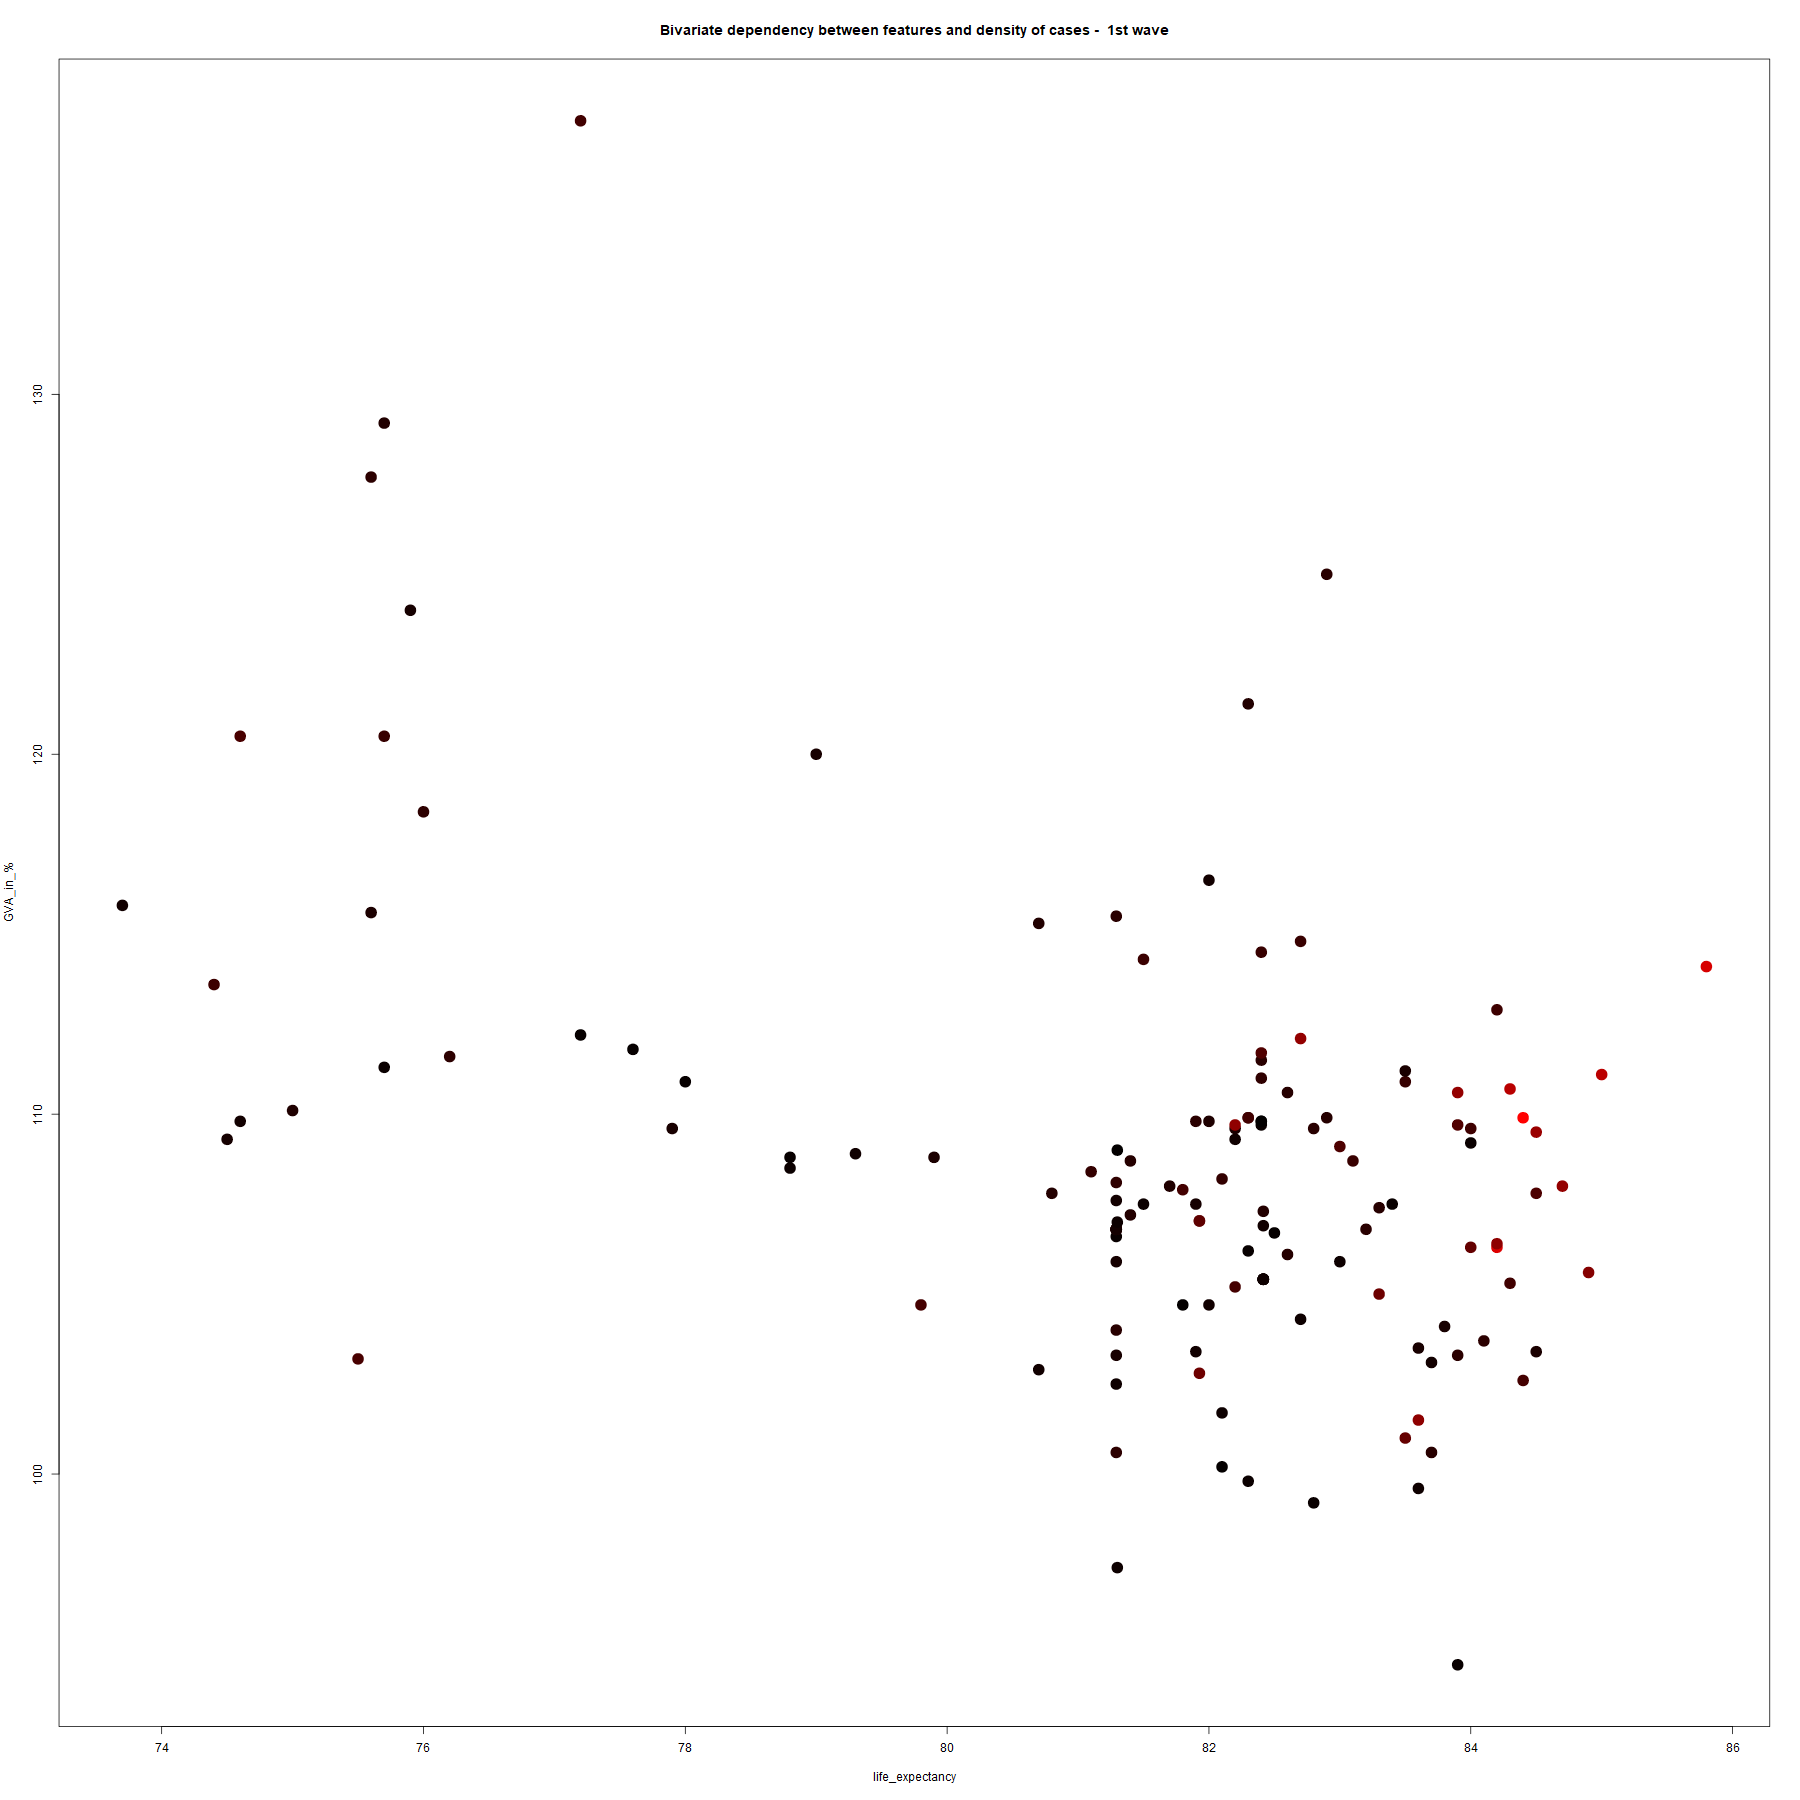 Bivariate dependency between features and density of cases - 1st wave
GVA_in_%
130
120
110
100
74 76 78 80 82 84 86
life_expectancy